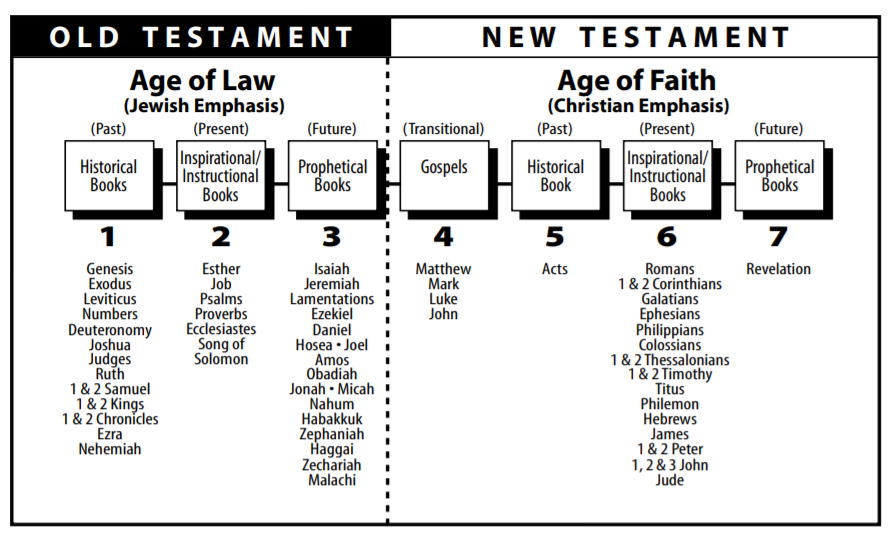 OLD TESTAMENT
NEW TESTAMENT
Age of Law
(Jewish Emphasis)
Age of Faith
(Christian Emphasis)
(Past)
Historical
Books
1
Genesis
Exodus
Leviticus
Numbers
Deuteronomy
Joshua
Judges
Ruth
1 & 2 Samuel
1 & 2 Kings
1 & 2 Chronicles
Ezra
Nehemiah
(Present)
Inspirational/
Instructional
Books
2
Esther
Job
Psalms
Proverbs
Ecclesiastes
Song of
Solomon
(Future)
Prophetical
Books
3
Isaiah
Jeremiah
Lamentations
Ezekiel
Daniel
Hosea • Joel
Amos
Obadiah
Jonah • Micah
Nahum
Habakkuk
Zephaniah
Haggai
Zechariah
Malachi
(Transitional)
Gospels
4
Matthew
Mark
Luke
John
(Past)
Historical
Book
5
Acts
(Present)
Inspirational/
Instructional
Books
6
Romans
1 & 2 Corinthians
Galatians
Ephesians
Philippians
Colossians
1 & 2 Thessalonians
1 & 2 Timothy
Titus
Philemon
Hebrews
James
1 & 2 Peter
1, 2 & 3 John
Jude
(Future)
Prophetical
Books
7
Revelation